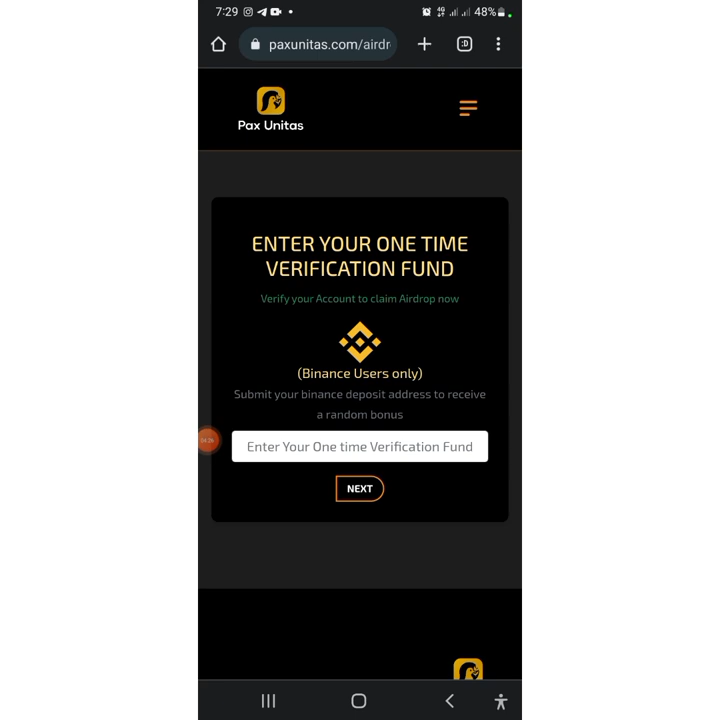 7:29
4G
48%
paxunitas.com/airdr
:D
Pax Unitas
ENTER YOUR ONE TIME
VERIFICATION FUND
Verify your Account to claim Airdrop now
(Binance Users only)
Submit your binance deposit address to receive
a random bonus
Enter Your One time Verification Fund
NEXT